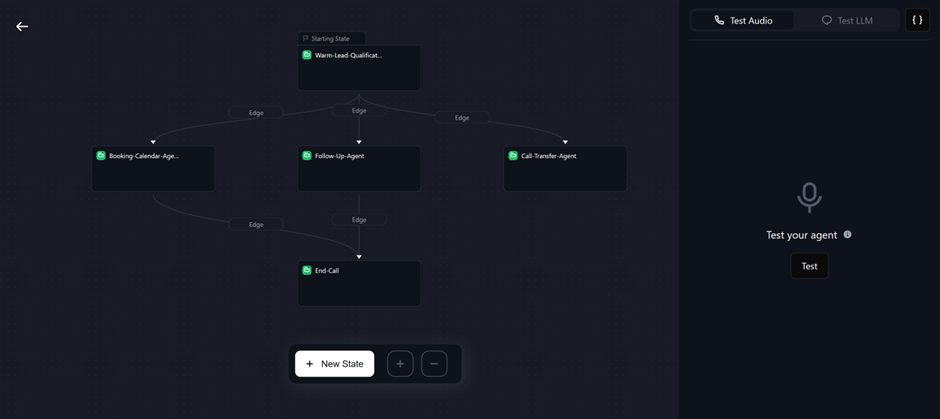 Starting State
Warm-Lead-Qualificat...
Edge
Edge
Edge
Booking-Calendar-Age...
Follow-Up-Agent
Call-Transfer-Agent
Edge
Edge
End-Call
+ New State
+
−
Test Audio
Test LLM
{ }
Test your agent
Test